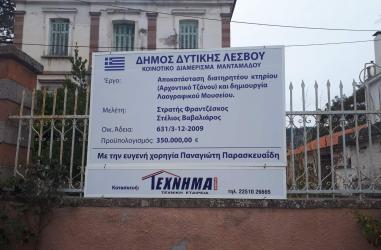 ΔΗΜΟΣ ΔΥΤΙΚΗΣ ΛΕΣΒΟΥ
ΚΟΙΝΟΤΙΚΟ ΔΙΑΜΕΡΙΣΜΑ ΜΑΝΤΑΜΑΔΟΥ
Έργο: Αποκατάσταση διατηρητέου κτηρίου
(Αρχοντικό Τζάνου) και δημιουργία
Λαογραφικού Μουσείου.
Μελέτη: Στρατής Φραντζέσκος
Στέλιος Βαβαλιάρος
Οικ. Άδεια: 631/3-12-2009
Προϋπολογισμός: 350.000,00 €
Με την ευγενή χορηγία Παναγιώτη Παρασκευαΐδη
Κατασκευή: ΤΕΧΝΗΜΑ
ΤΕΧΝΙΚΗ ΕΤΑΙΡΕΙΑ τηλ: 22510 26665